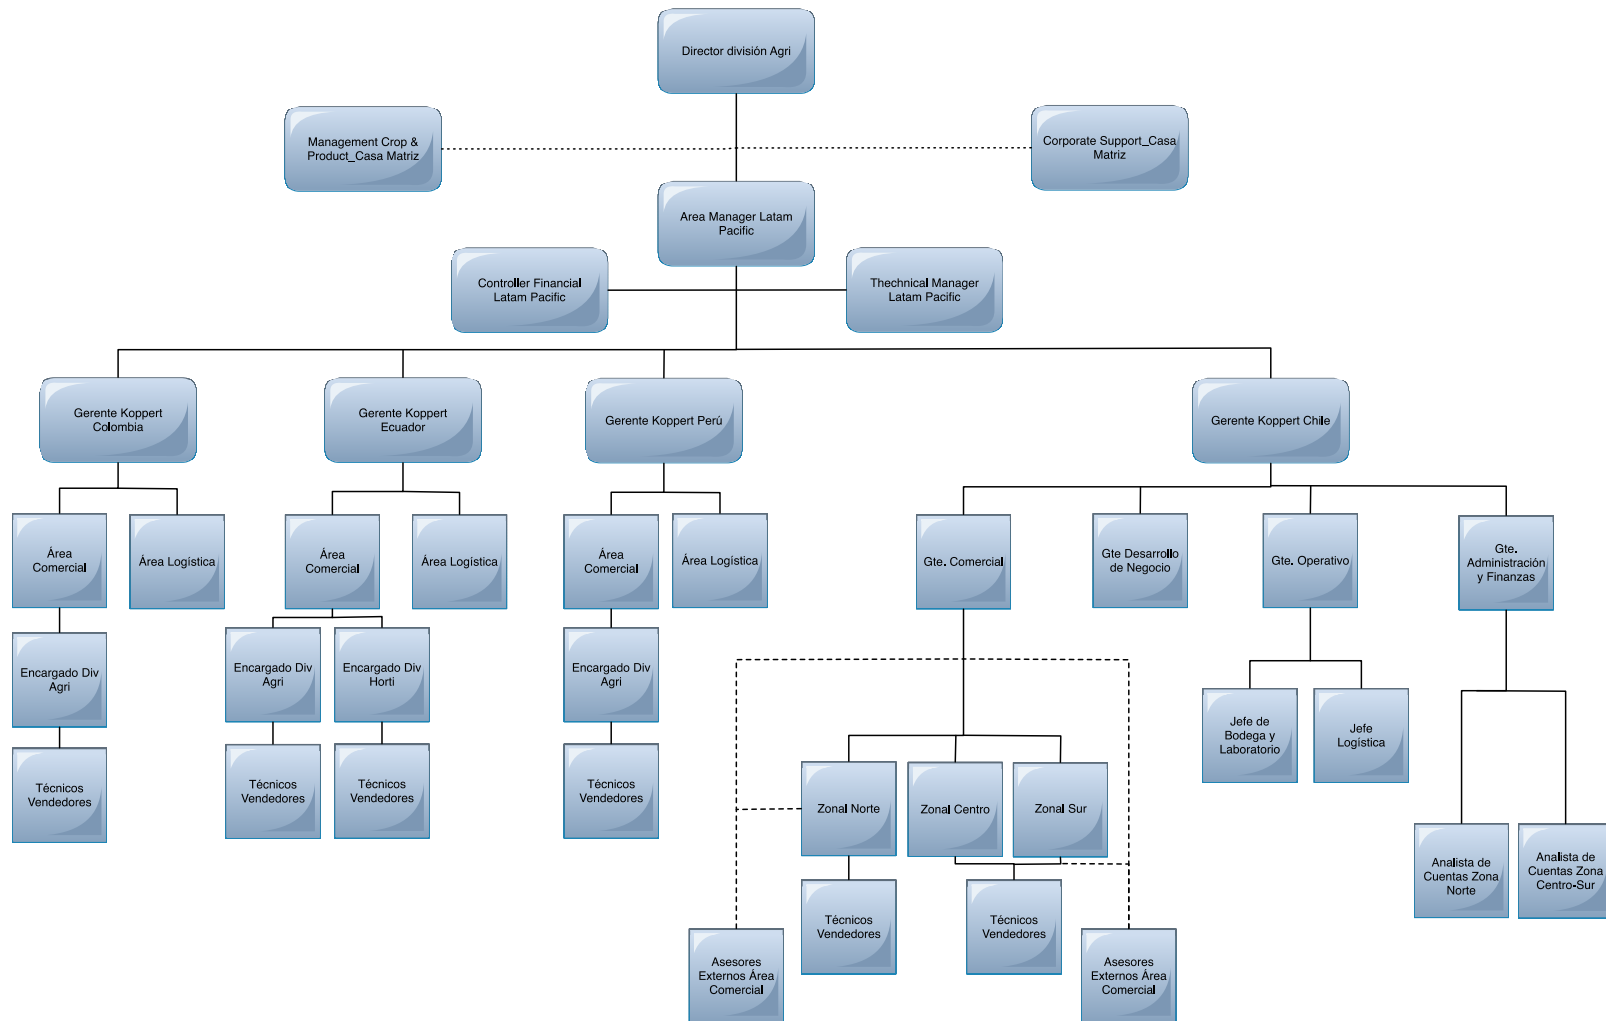 Director división Agri
Management Crop &
Product_Casa Matriz
Corporate Support_Casa
Matriz
Area Manager Latam
Pacific
Controller Financial
Latam Pacific
Thechnical Manager
Latam Pacific
Gerente Koppert
Colombia
Gerente Koppert
Ecuador
Gerente Koppert Perú
Gerente Koppert Chile
Área
Comercial
Área Logística
Área
Comercial
Área Logística
Área
Comercial
Área Logística
Gte. Comercial
Gte Desarrollo
de Negocio
Gte. Operativo
Gte.
Administración
y Finanzas
Encargado Div
Agri
Encargado Div
Agri
Encargado Div
Horti
Encargado Div
Agri
Jefe de
Bodega y
Laboratorio
Jefe
Logística
Técnicos
Vendedores
Técnicos
Vendedores
Técnicos
Vendedores
Técnicos
Vendedores
Zonal Norte
Zonal Centro
Zonal Sur
Analista de
Cuentas Zona
Norte
Analista de
Cuentas Zona
Centro-Sur
Técnicos
Vendedores
Técnicos
Vendedores
Asesores
Externos Área
Comercial
Asesores
Externos Área
Comercial